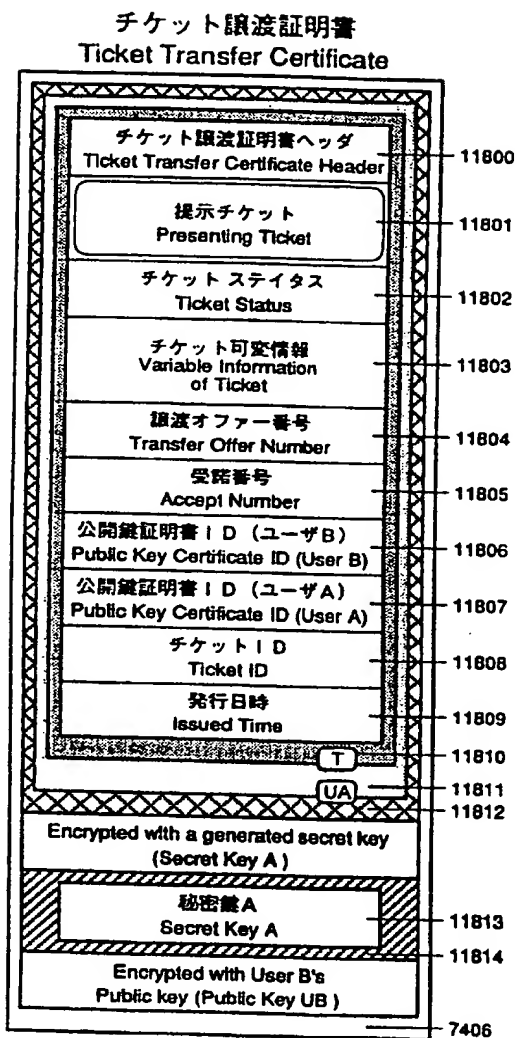 チケット譲渡証明書
Ticket Transfer Certificate
チケット譲渡証明書ヘッダ
Ticket Transfer Certificate Header
11800
提示チケット
Presenting Ticket
11801
チケット ステイタス
Ticket Status
11802
チケット可変情報
Variable Information
of Ticket
11803
譲渡オファー番号
Transfer Offer Number
11804
受諾番号
Accept Number
11805
公開鍵証明書ID(ユーザB)
Public Key Certificate ID (User B)
11806
公開鍵証明書ID(ユーザA)
Public Key Certificate ID (User A)
11807
チケットID
Ticket ID
11808
発行日時
Issued Time
11809
T
11810
UA
11811
11812
Encrypted with a generated secret key
(Secret Key A)
秘密鍵A
Secret Key A
11813
11814
Encrypted with User B's
Public key (Public Key UB)
7406